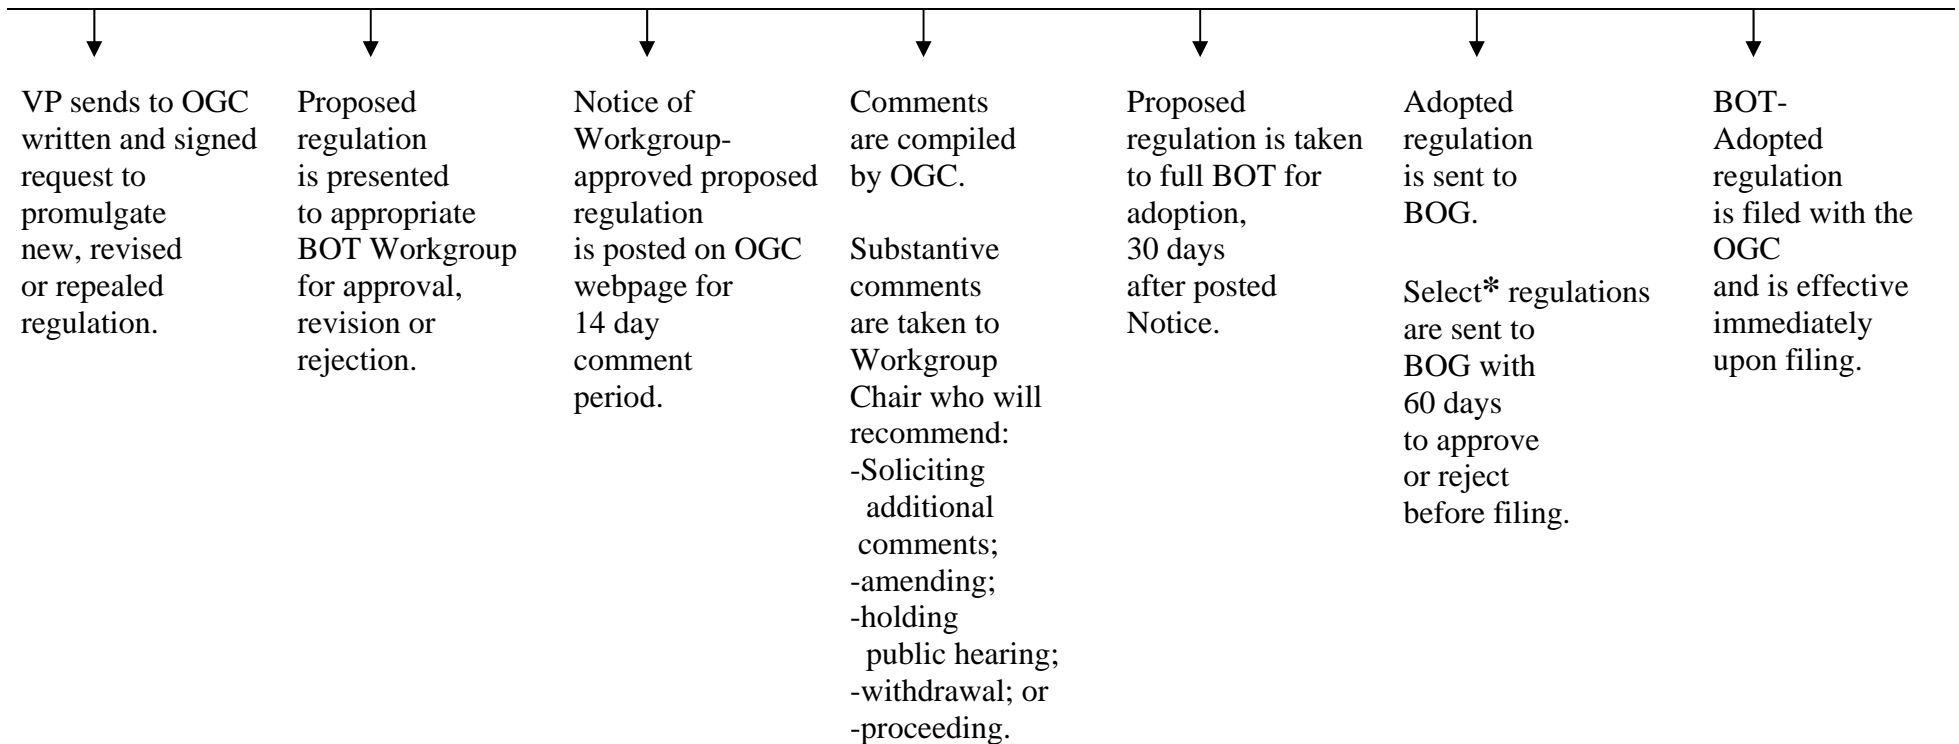 VP sends to OGC
written and signed
request to
promulgate
new, revised
or repealed
regulation.
Proposed
regulation
is presented
to appropriate
BOT Workgroup
for approval,
revision or
rejection.
Notice of
Workgroup-
approved proposed
regulation
is posted on OGC
webpage for
14 day
comment
period.
Comments
are compiled
by OGC.
Substantive
comments
are taken to
Workgroup
Chair who will
recommend:
-Soliciting
additional
comments;
-amending;
-holding
public hearing;
-withdrawal; or
-proceeding.
Proposed
regulation is taken
to full BOT for
adoption,
30 days
after posted
Notice.
Adopted
regulation
is sent to
BOG.
Select* regulations
are sent to
BOG with
60 days
to approve
or reject
before filing.
BOT-
Adopted
regulation
is filed with the
OGC
and is effective
immediately
upon filing.